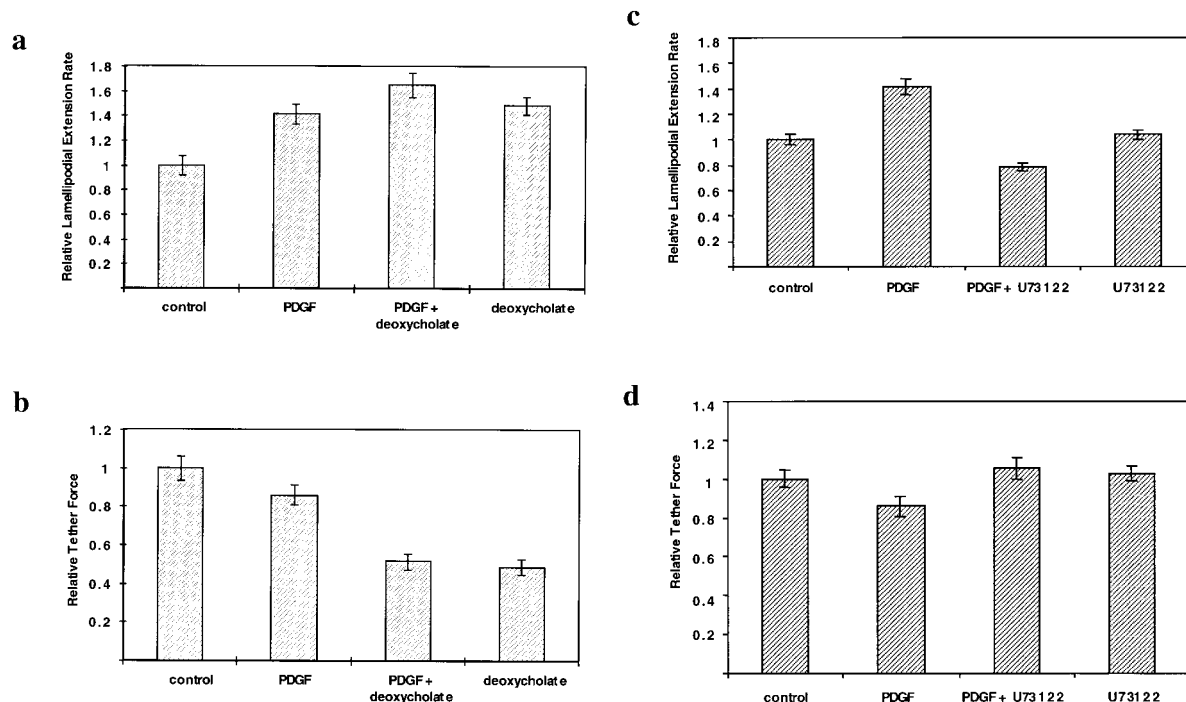 a
Relative Lamellipodial Extension Rate
1.8
1.6
1.4
1.2
1
0.8
0.6
0.4
0.2
control
PDGF
PDGF +
deoxycholate
deoxycholate
b
Relative Tether Force
1.2
1
0.8
0.6
0.4
0.2
control
PDGF
PDGF +
deoxycholate
deoxycholate
c
Relative Lamellipodial Extension Rate
1.8
1.6
1.4
1.2
1.0
0.8
0.6
0.4
0.2
control
PDGF
PDGF + U73122
U73122
d
Relative Tether Force
1.4
1.2
1
0.8
0.6
0.4
0.2
control
PDGF
PDGF + U73122
U73122